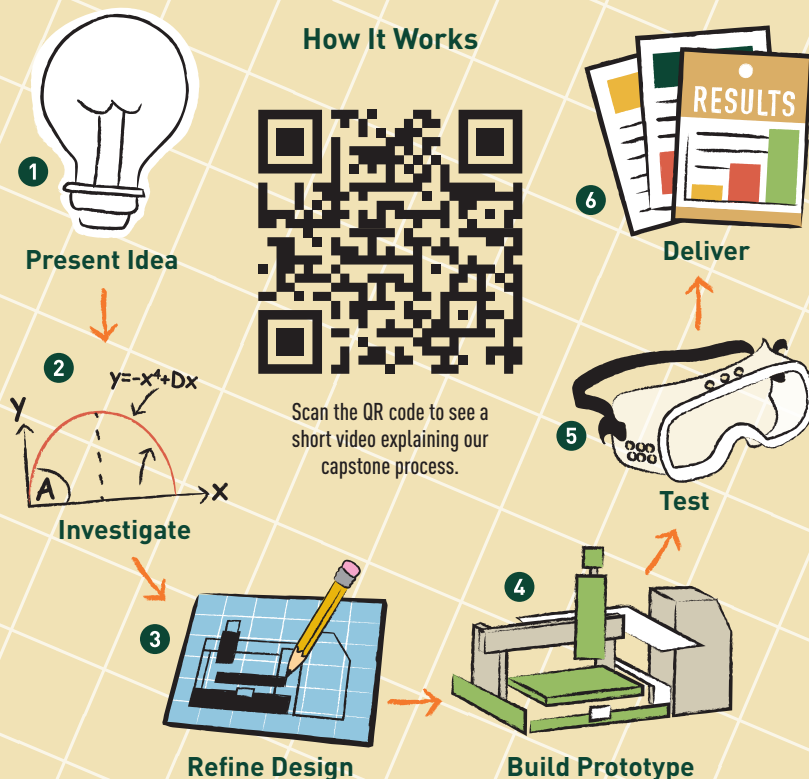 How It Works
1
Present Idea
2
y=-x⁴+Dx
Y
A
X
Investigate
3
Refine Design
4
Build Prototype
5
Test
6
RESULTS
Deliver
Scan the QR code to see a
short video explaining our
capstone process.